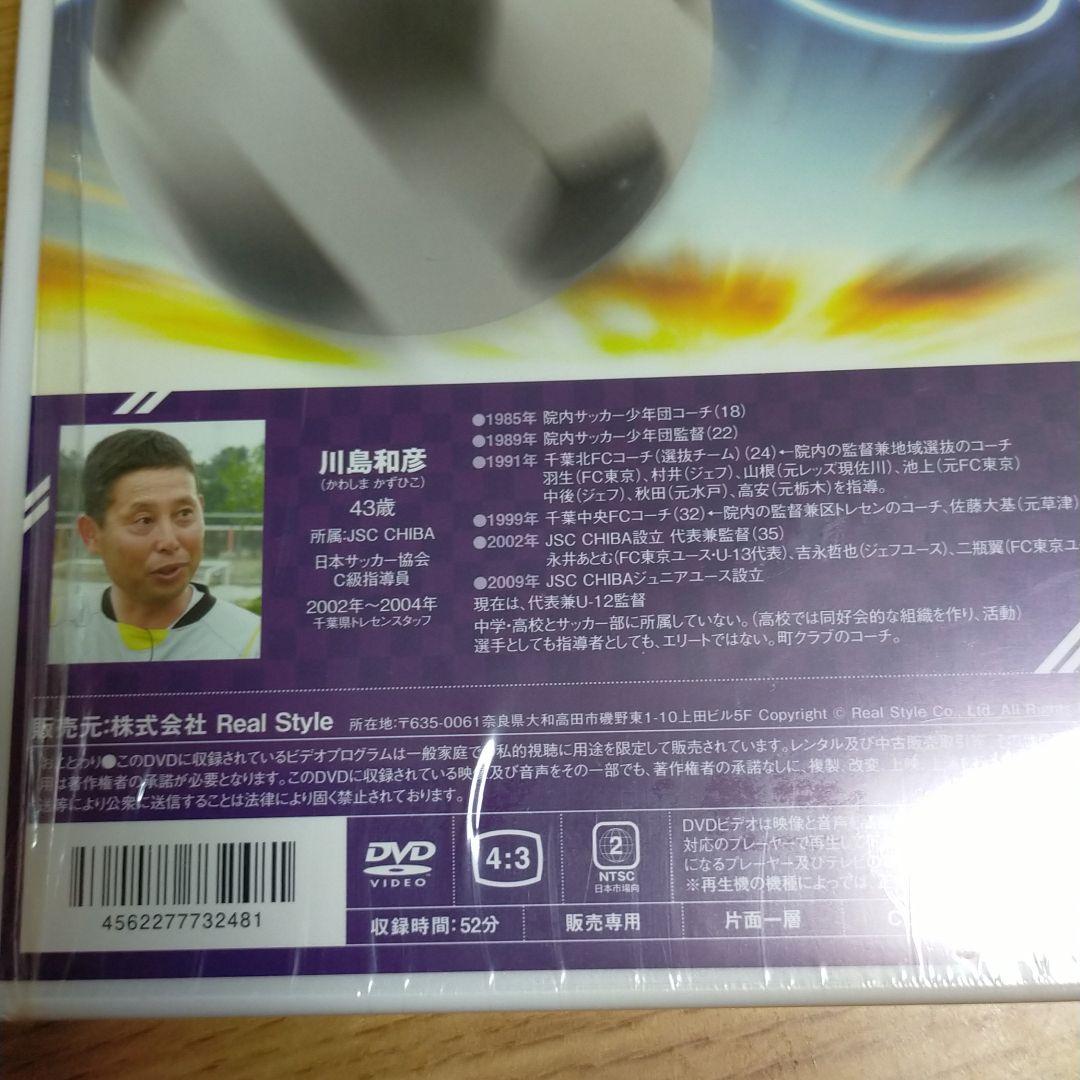 川島和彦
(かわしま かずひこ)
43歳
所属:JSC CHIBA
日本サッカー協会
C級指導員
2002年～2004年
千葉県トレセンスタッフ
●1985年 院内サッカー少年団コーチ(18)
●1989年 院内サッカー少年団監督(22)
●1991年 千葉北FCコーチ(選抜チーム)(24)←院内の監督兼地域選抜のコーチ
羽生(FC東京)、村井(ジェフ)、山根(元レッズ現佐川)、池上(元FC東京)
中後(ジェフ)、秋田(元水戸)、高安(元栃木)を指導。
●1999年 千葉中央FCコーチ(32)←院内の監督兼区トレセンのコーチ、佐藤大基(元草津)
●2002年 JSC CHIBA設立 代表兼監督(35)
永井あとむ(FC東京ユース・U-13代表)、吉永哲也(ジェフユース)、二瓶翼(FC東京ユ
●2009年 JSC CHIBAジュニアユース設立
現在は、代表兼U-12監督
中学・高校とサッカー部に所属していない。(高校では同好会的な組織を作り、活動)
選手としても指導者としても、エリートではない。町クラブのコーチ。
販売元:株式会社 Real Style 所在地:〒635-0061奈良県大和高田市磯野東1-10上田ビル5F Copyright © Real Style Co., Ltd. All Rights
おことわり●このDVDに収録されているビデオプログラムは一般家庭での私的視聴に用途を限定して販売されています。レンタル及び中古販売取引
用は著作権者の承諾が必要となります。このDVDに収録されている映像及び音声をその一部でも、著作権者の承諾なしに、複製、改変、上映
送等により公衆に送信することは法律により固く禁止されております。
4562277732481
DVD
VIDEO
4:3
2
NTSC
日本市場向
DVDビデオは映像と音声を
対応のプレーヤーで再生して
になるプレーヤー及びテレビの
※再生機の機種によっては、
収録時間:52分
販売専用
片面一層